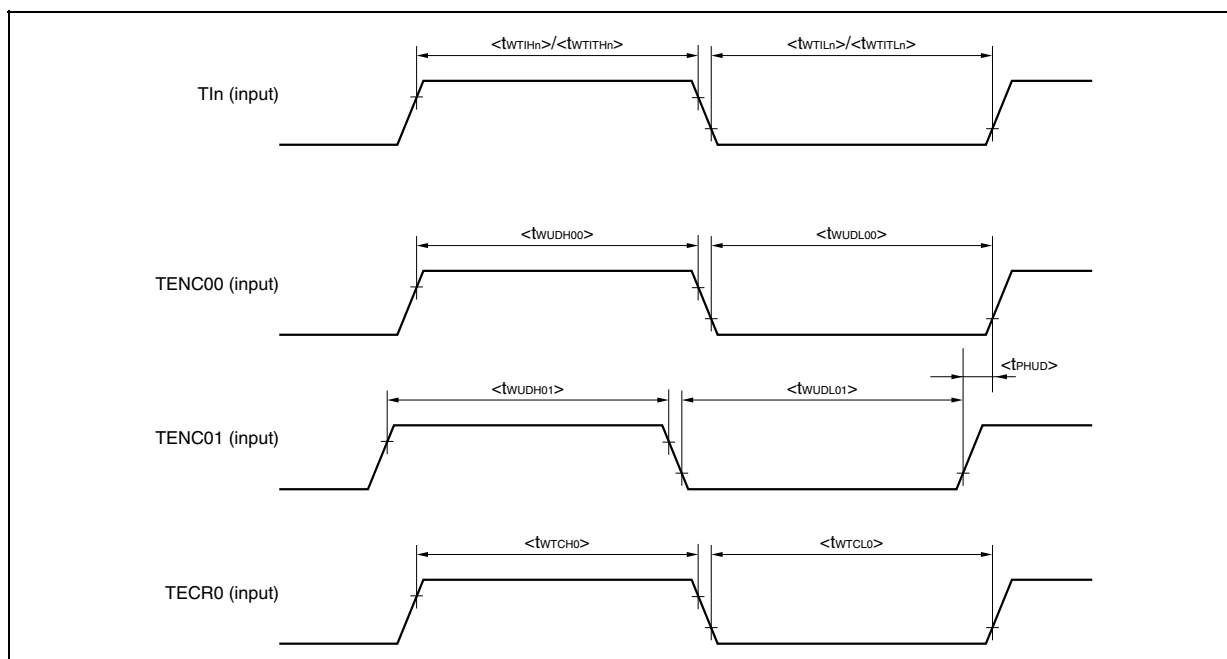 <tWTIHn>/<tWTITHn> <tWTILn>/<tWTITLn>
TIn (input)
<tWUDH00> <tWUDL00>
TENC00 (input)
<tPHUD>
<tWUDH01> <tWUDL01>
TENC01 (input)
<tWTCH0> <tWTCL0>
TECR0 (input)